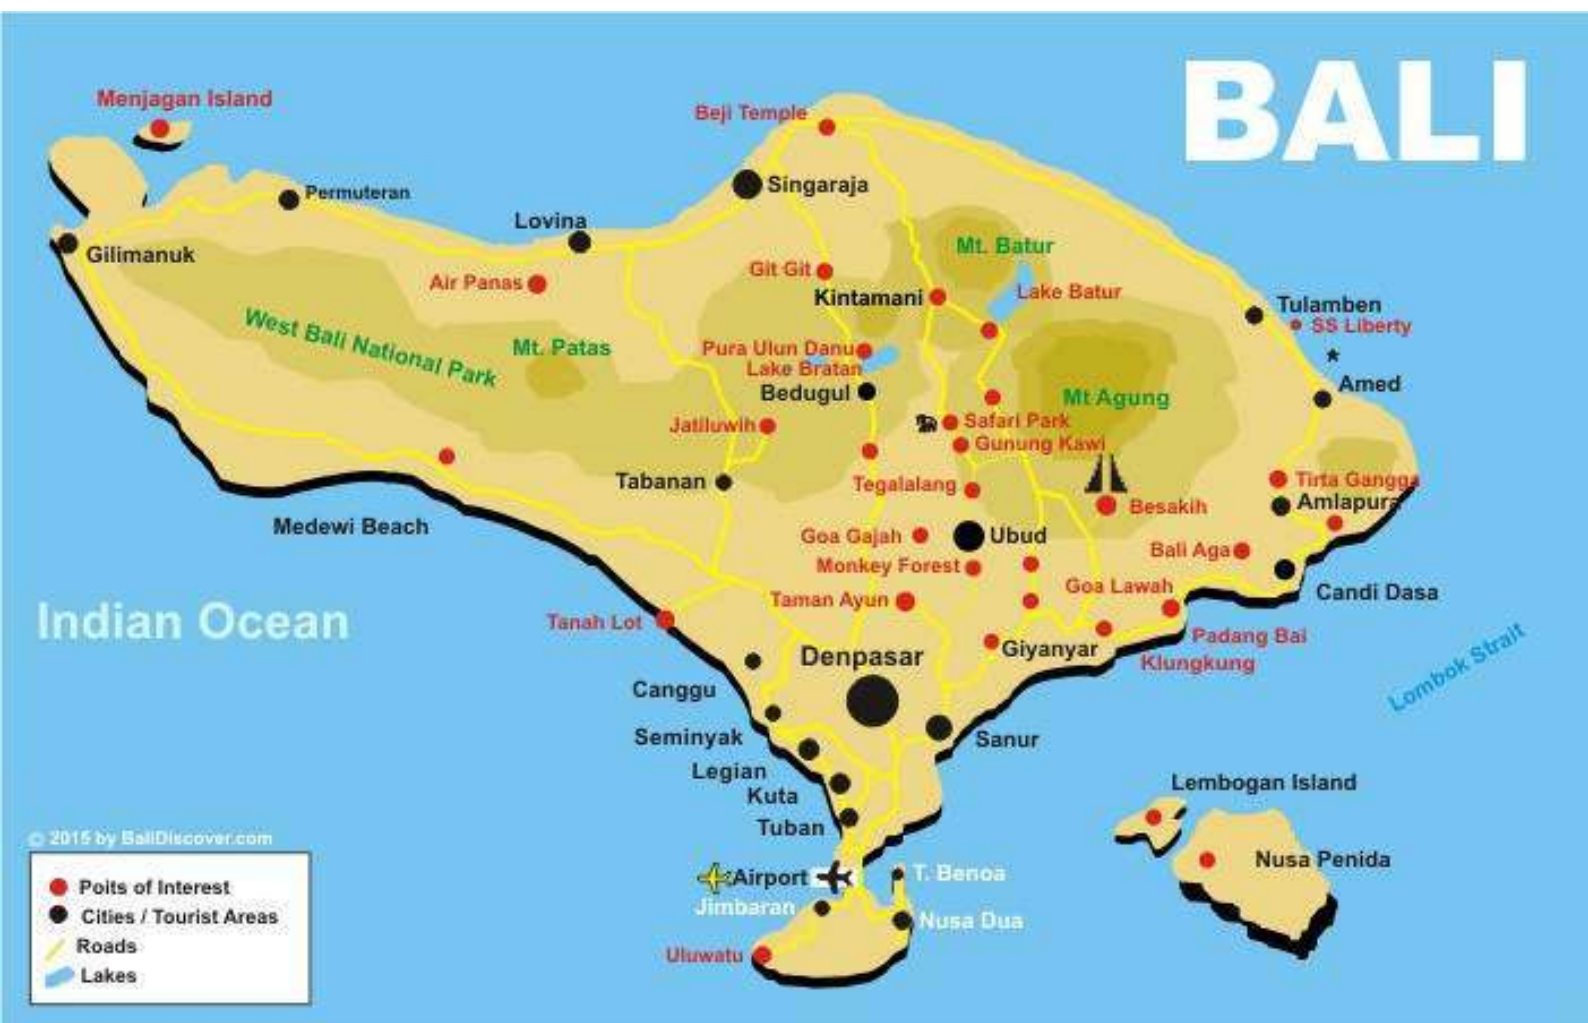 BALI
Menjagan Island
Beji Temple
Permuteran
Singaraja
Lovina
Gilimanuk
Mt. Batur
Git Git
Air Panas
Kintamani
Lake Batur
Tulamben
SS Liberty
West Bali National Park
Mt. Patas
Pura Ulun Danu
Lake Bratan
Bedugul
Mt Agung
Amed
Jatiluwih
Safari Park
Gunung Kawi
Tabanan
Tegalalang
Tirta Gangga
Amlapura
Besakih
Medewi Beach
Goa Gajah
Ubud
Bali Aga
Monkey Forest
Goa Lawah
Candi Dasa
Taman Ayun
Indian Ocean
Tanah Lot
Padang Bai
Giyanyar
Klungkung
Denpasar
Lombok Strait
Canggu
Seminyak
Sanur
Legian
Kuta
Lembogan Island
Tuban
© 2015 by BaliDiscover.com
Nusa Penida
Airport
T. Benoa
Jimbaran
Nusa Dua
Uluwatu
Poits of Interest
Cities / Tourist Areas
Roads
Lakes